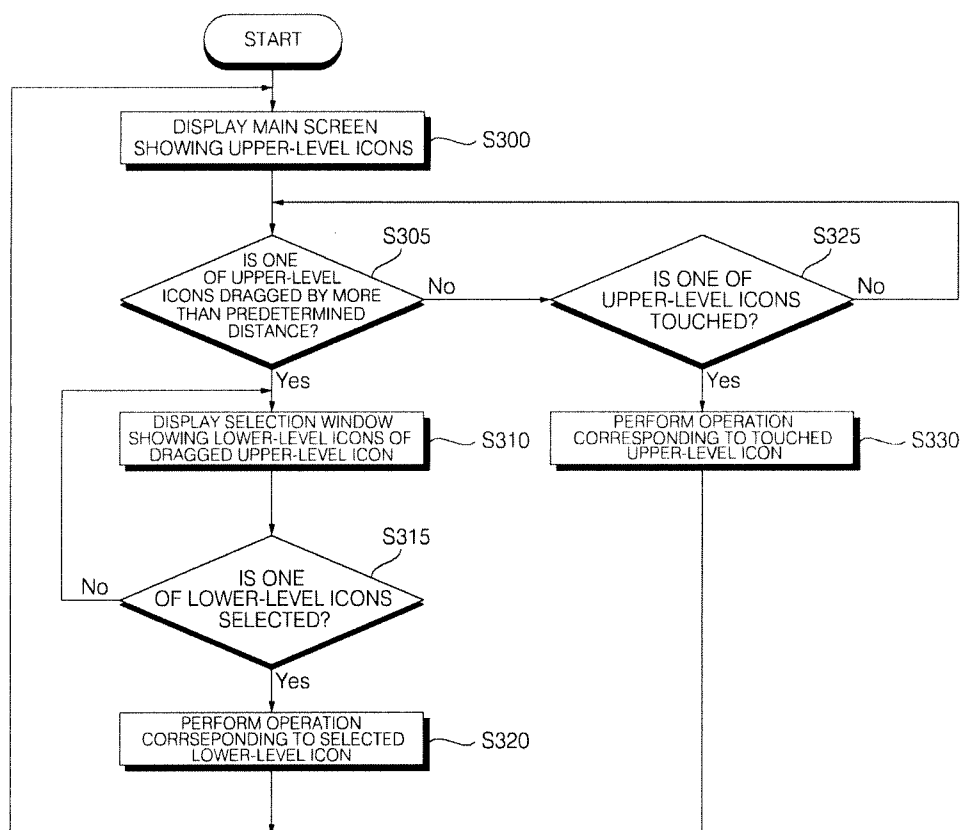 START
DISPLAY MAIN SCREEN
SHOWING UPPER-LEVEL ICONS
S300
S305
IS ONE
OF UPPER-LEVEL
ICONS DRAGGED BY MORE
THAN PREDETERMINED
DISTANCE?
No
S325
IS ONE OF
UPPER-LEVEL ICONS
TOUCHED?
No
Yes
Yes
DISPLAY SELECTION WINDOW
SHOWING LOWER-LEVEL ICONS OF
DRAGGED UPPER-LEVEL ICON
S310
PERFORM OPERATION
CORRESPONDING TO TOUCHED
UPPER-LEVEL ICON
S330
S315
IS ONE
OF LOWER-LEVEL ICONS
SELECTED?
No
Yes
PERFORM OPERATION
CORRSEPONDING TO SELECTED
LOWER-LEVEL ICON
S320